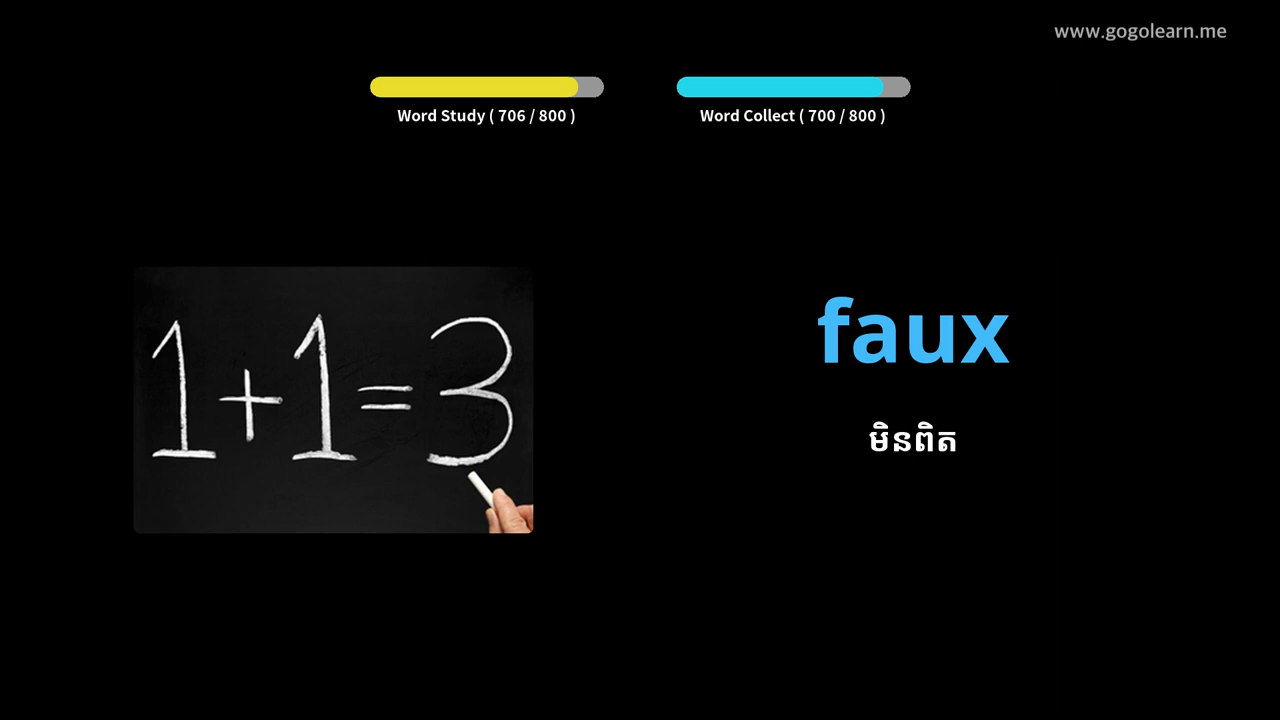 www.gogolearn.me
Word Study ( 706 / 800 )
Word Collect ( 700 / 800 )
1+1=3
faux
មិនពិត